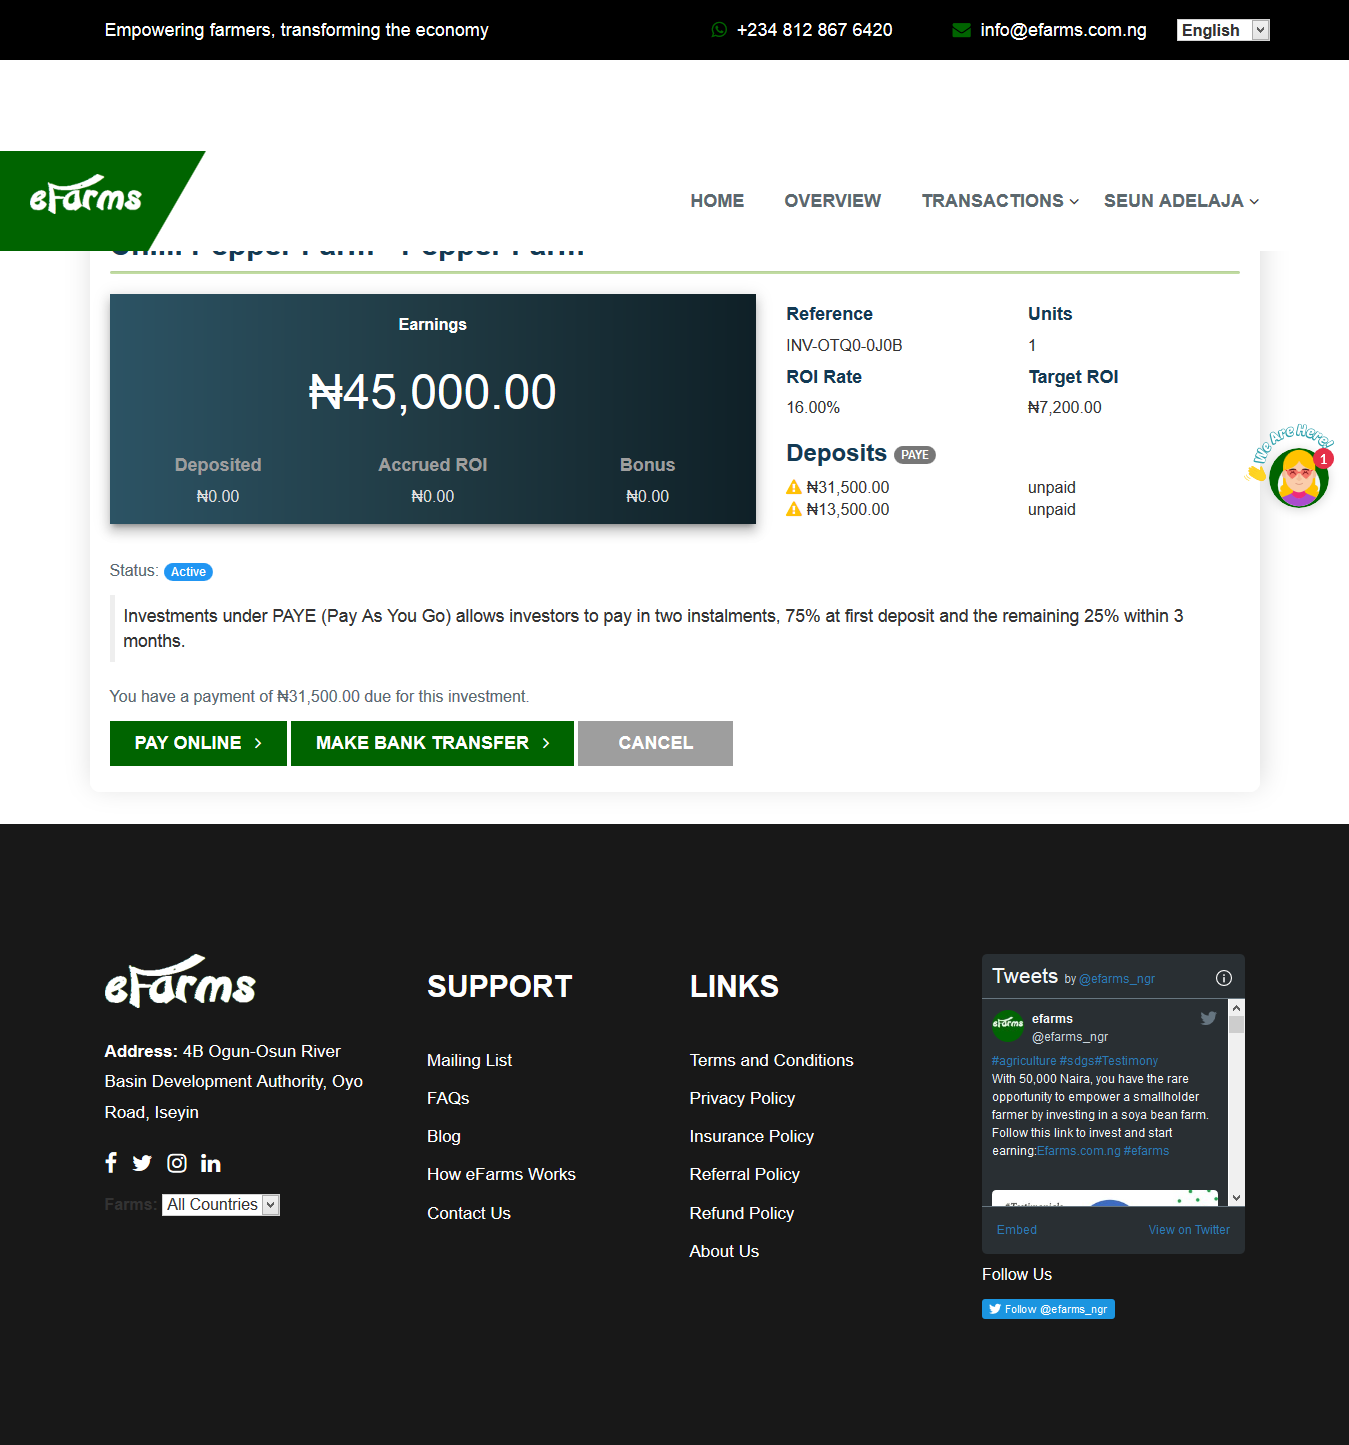 Empowering farmers, transforming the economy
+234 812 867 6420
info@efarms.com.ng
English
eFarms
HOME
OVERVIEW
TRANSACTIONS
SEUN ADELAJA
Chilli Pepper Farm - Pepper Farm
Earnings
₦45,000.00
Deposited
Accrued ROI
Bonus
₦0.00
₦0.00
₦0.00
Reference
Units
INV-OTQ0-0J0B
1
ROI Rate
Target ROI
16.00%
₦7,200.00
Deposits PAYE
₦31,500.00
unpaid
₦13,500.00
unpaid
We Are Here!
1
Status: Active
Investments under PAYE (Pay As You Go) allows investors to pay in two instalments, 75% at first deposit and the remaining 25% within 3
months.
You have a payment of ₦31,500.00 due for this investment.
PAY ONLINE
MAKE BANK TRANSFER
CANCEL
eFarms
Address: 4B Ogun-Osun River
Basin Development Authority, Oyo
Road, Iseyin
Farms: All Countries
SUPPORT
Mailing List
FAQs
Blog
How eFarms Works
Contact Us
LINKS
Terms and Conditions
Privacy Policy
Insurance Policy
Referral Policy
Refund Policy
About Us
Tweets by @efarms_ngr
eFarms
efarms
@efarms_ngr
#agriculture #sdgs#Testimony
With 50,000 Naira, you have the rare
opportunity to empower a smallholder
farmer by investing in a soya bean farm.
Follow this link to invest and start
earning:Efarms.com.ng #efarms
Embed
View on Twitter
Follow Us
Follow @efarms_ngr